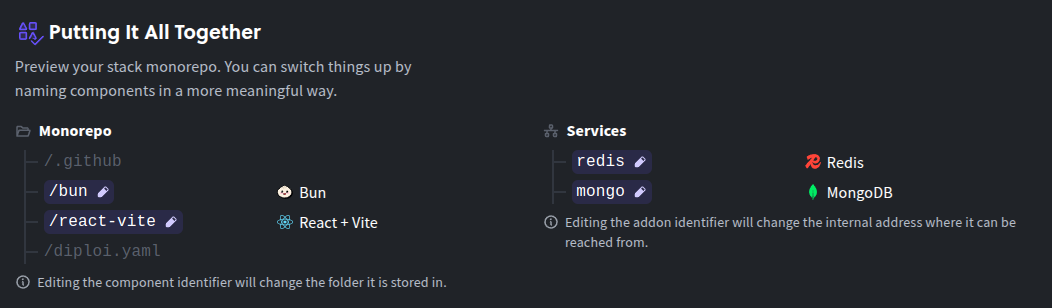 Putting It All Together
Preview your stack monorepo. You can switch things up by
naming components in a more meaningful way.
Monorepo
/.github
/bun
Bun
/react-vite
React + Vite
/diploi.yaml
Editing the component identifier will change the folder it is stored in.
Services
redis
Redis
mongo
MongoDB
Editing the addon identifier will change the internal address where it can be
reached from.